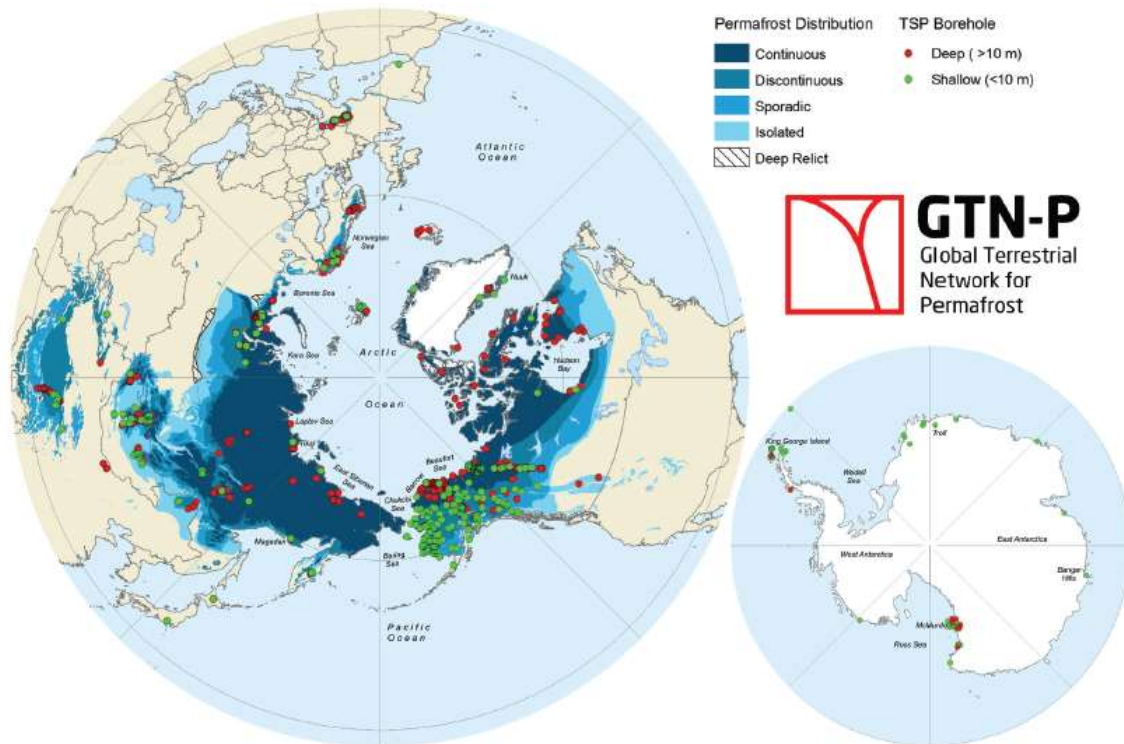 Permafrost Distribution
Continuous
Discontinuous
Sporadic
Isolated
Deep Relict
TSP Borehole
Deep ( >10 m)
Shallow (<10 m)
GTN-P
Global Terrestrial
Network for
Permafrost
Atlantic
Ocean
Norwegian
Sea
Nuuk
Barents Sea
Kara Sea
Arctic
Ocean
Hudson
Bay
Laptev Sea
Tiksi
East Siberian
Sea
Beaufort
Sea
Barrow
Chukchi
Sea
Magadan
Bering
Sea
Pacific
Ocean
King George Island
Troll
Weddell
Sea
West Antarctica
East Antarctica
Bunger
Hills
McMurdo
Ross Sea